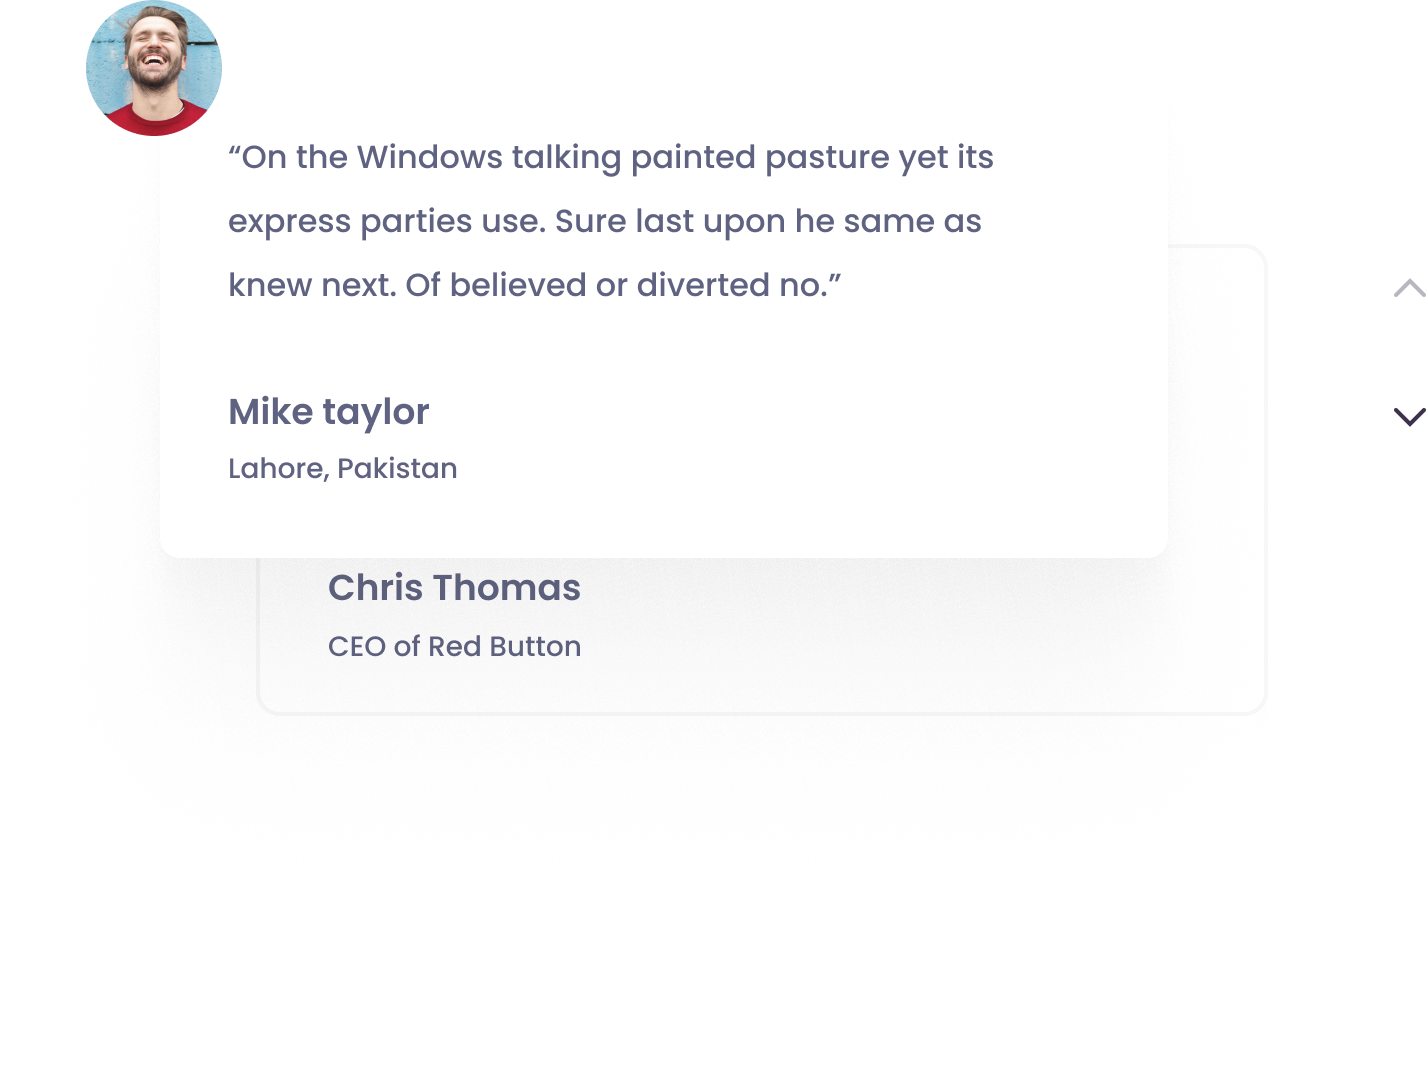 “On the Windows talking painted pasture yet its
express parties use. Sure last upon he same as
knew next. Of believed or diverted no.”
Mike taylor
Lahore, Pakistan
Chris Thomas
CEO of Red Button